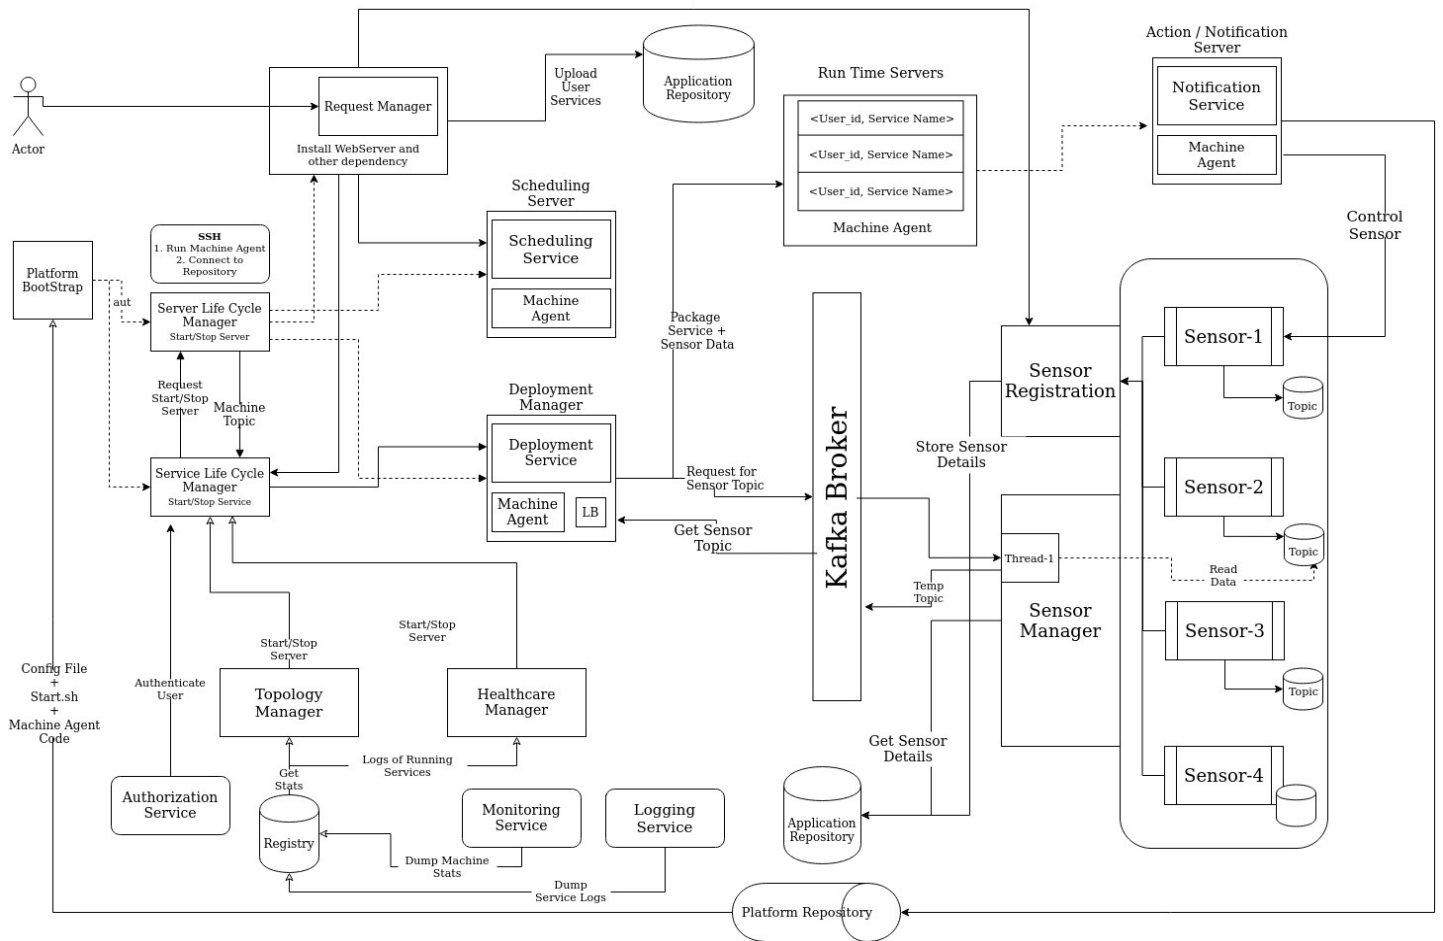 Action / Notification
Server
Notification
Service
Machine
Agent
Run Time Servers
<User_id, Service Name>
<User_id, Service Name>
<User_id, Service Name>
Machine Agent
Application
Repository
Upload
User
Services
Request Manager
Install WebServer and
other dependency
Actor
Scheduling
Server
Scheduling
Service
Machine
Agent
SSH
1. Run Machine Agent
2. Connect to
Repository
Platform
BootStrap
aut
Server Life Cycle
Manager
Start/Stop Server
Request
Start/Stop
Server
Machine
Topic
Service Life Cycle
Manager
Start/Stop Service
Deployment
Manager
Deployment
Service
Machine
Agent
LB
Package
Service +
Sensor Data
Request for
Sensor Topic
Get Sensor
Topic
Kafka Broker
Control
Sensor
Sensor
Registration
Store Sensor
Details
Sensor-1
Topic
Sensor-2
Topic
Sensor-3
Topic
Sensor-4
Thread-1
Read
Data
Temp
Topic
Sensor
Manager
Get Sensor
Details
Application
Repository
Start/Stop
Server
Start/Stop
Server
Topology
Manager
Healthcare
Manager
Authenticate
User
Authorization
Service
Config File
+
Start.sh
+
Machine Agent
Code
Logs of Running
Services
Get
Stats
Registry
Monitoring
Service
Logging
Service
Dump Machine
Stats
Dump
Service Logs
Platform Repository